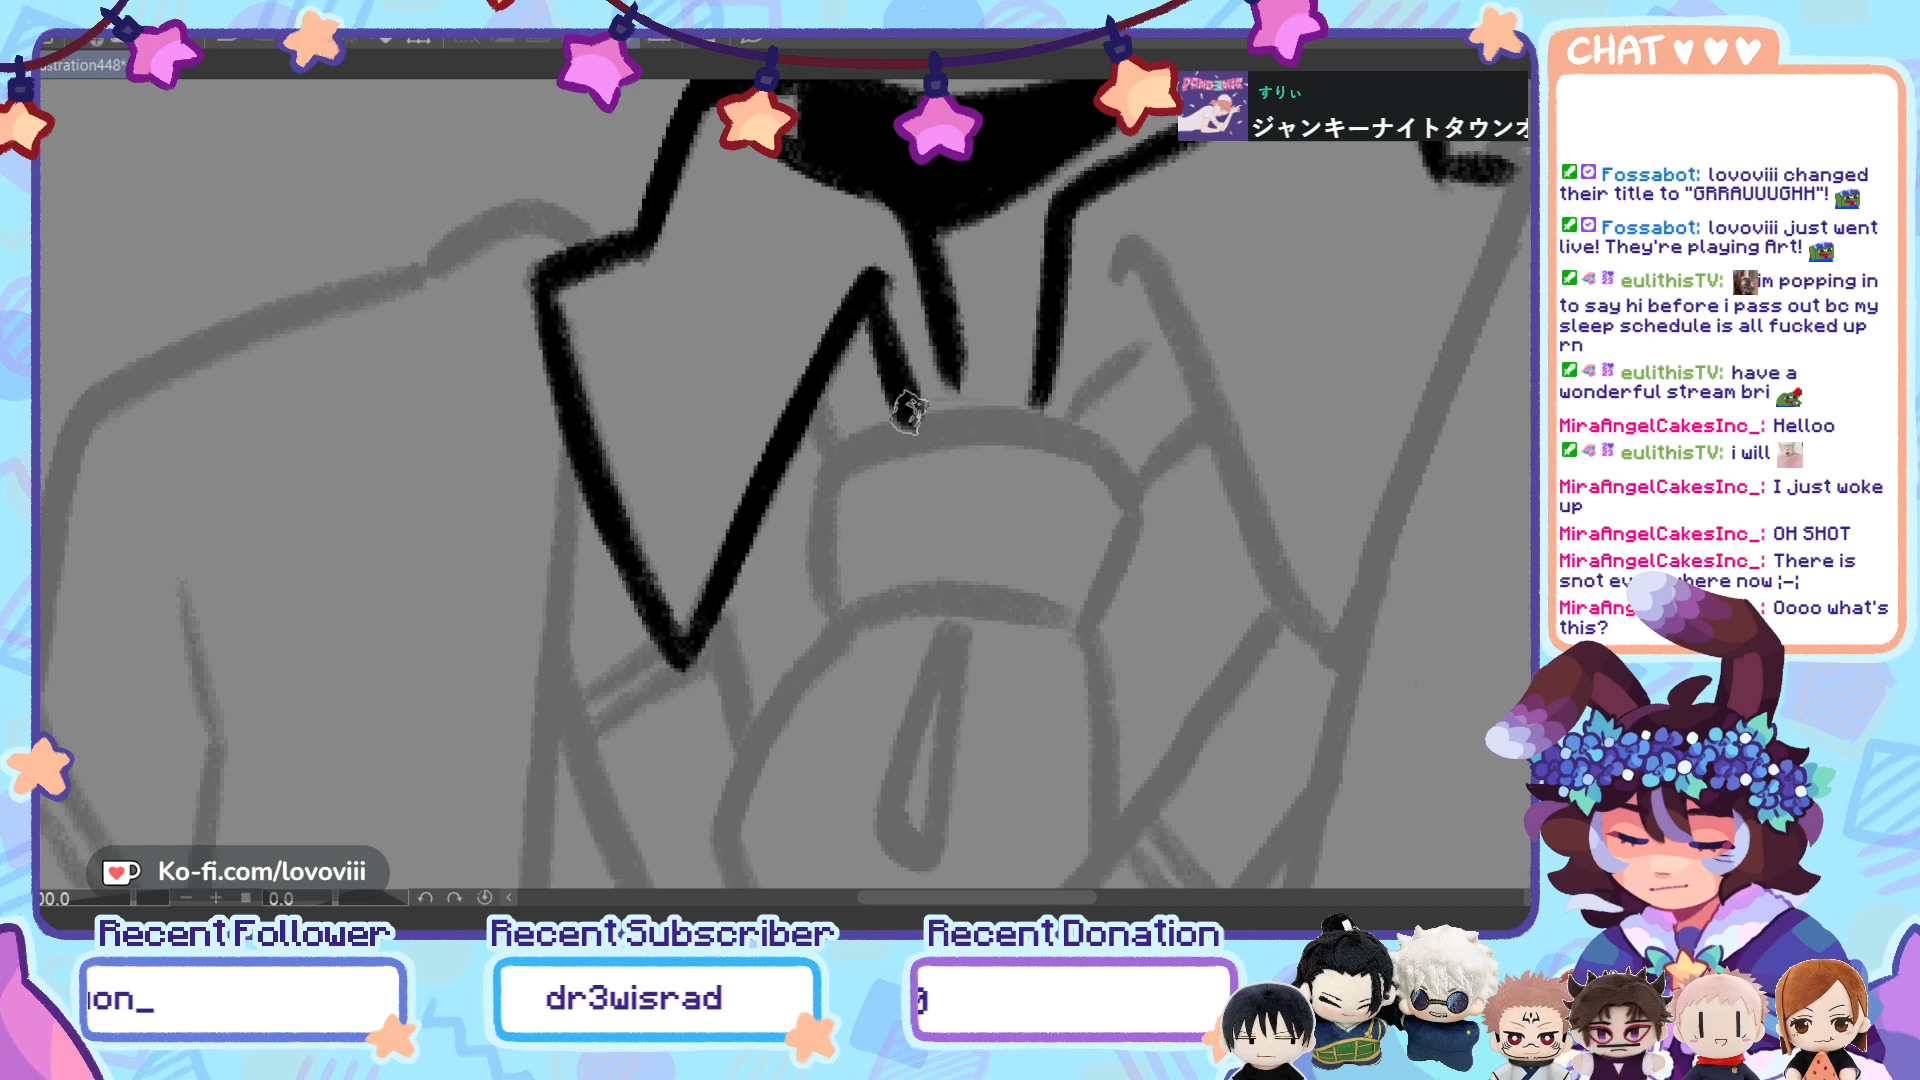 stration448*
すりぃ
ジャンキーナイトタウンオ
CHAT
Fossabot: lovoviii changed
their title to "GRRAUUUGHH"!
Fossabot: lovoviii just went
live! They're playing Art!
eulithisTV: im popping in
to say hi before i pass out bc my
sleep schedule is all fucked up
rn
eulithisTV: have a
wonderful stream bri
MiraAngelCakesInc_: Helloo
eulithisTV: i will
MiraAngelCakesInc_: I just woke
up
MiraAngelCakesInc_: OH SHOT
MiraAngelCakesInc_: There is
snot now ;-;
MiraAng : Oooo what's
this?
Ko-fi.com/lovoviii
00.0
0.0
Recent Follower
Recent Subscriber
Recent Donation
ion_
dr3wisrad